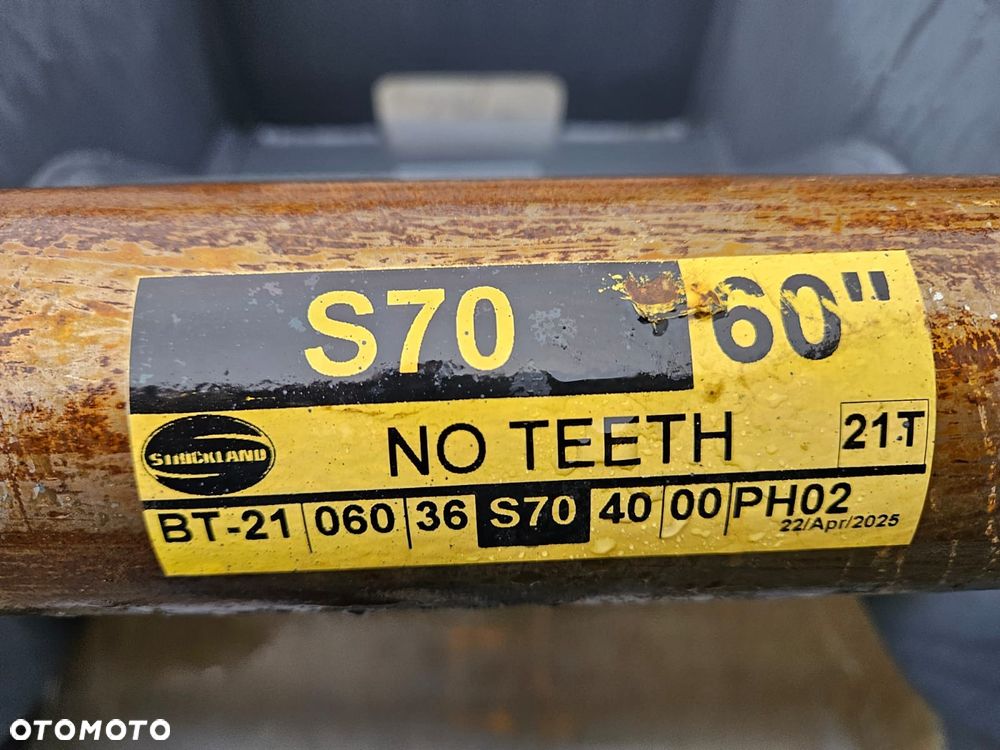 S70 60"
STRICKLAND NO TEETH 21T
BT-21 060 36 S70 40 00 PH02
22/Apr/2025
OTOMOTO